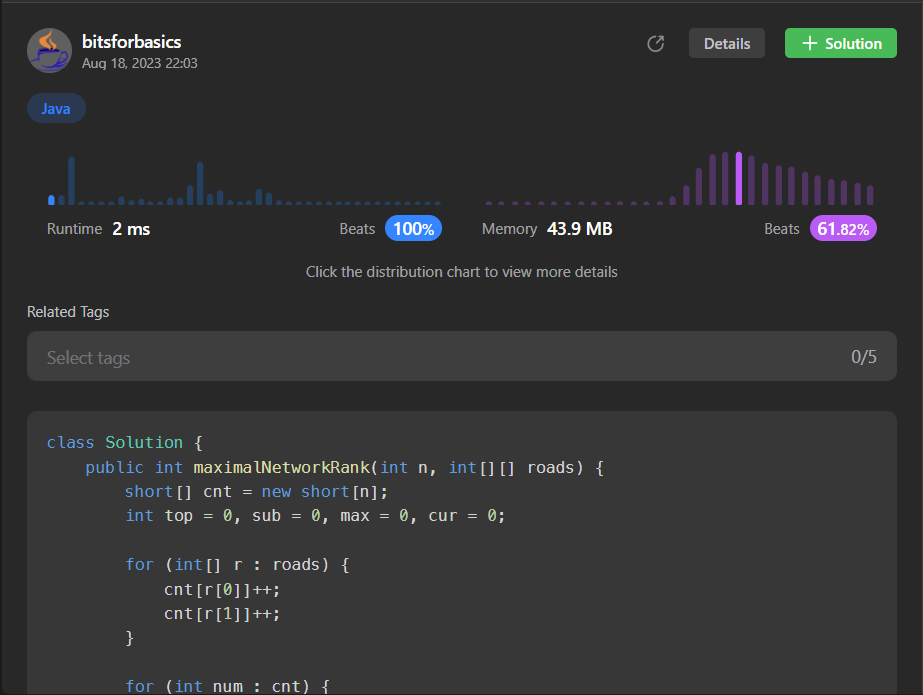 bitsforbasics
Aug 18, 2023 22:03
Details
+ Solution
Java
Runtime 2 ms Beats 100% Memory 43.9 MB Beats 61.82%
Click the distribution chart to view more details
Related Tags
Select tags 0/5
class Solution {
    public int maximalNetworkRank(int n, int[][] roads) {
        short[] cnt = new short[n];
        int top = 0, sub = 0, max = 0, cur = 0;

        for (int[] r : roads) {
            cnt[r[0]]++;
            cnt[r[1]]++;
        }

        for (int num : cnt) {